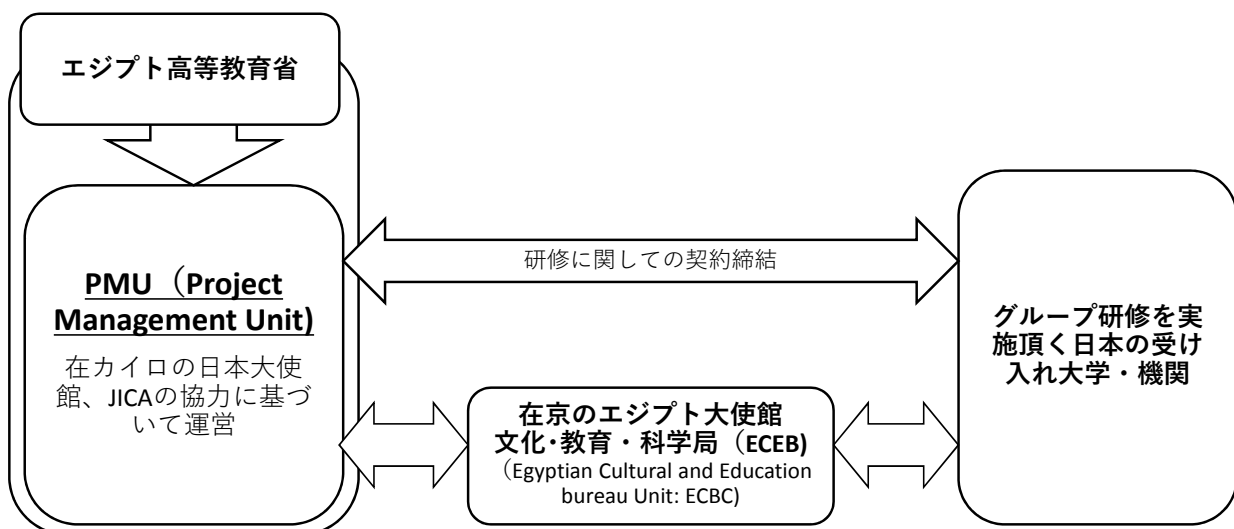 エジプト高等教育省
PMU（Project
Management Unit)
在カイロの日本大使
館、JICAの協力に基づ
いて運営
研修に関しての契約締結
在京のエジプト大使館
文化･教育・科学局（ECEB)
（Egyptian Cultural and Education
bureau Unit: ECBC)
グループ研修を実
施頂く日本の受け
入れ大学・機関